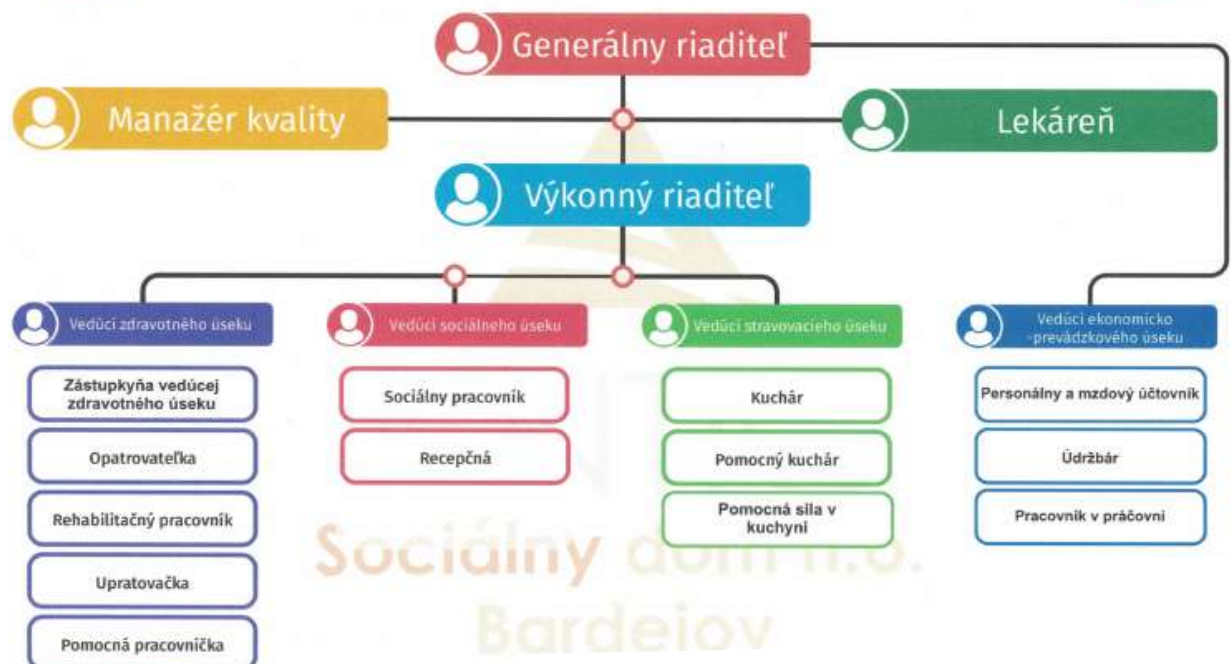 Generálny riaditeľ
Manažér kvality
Lekáreň
Výkonný riaditeľ
Vedúci zdravotného úseku
Zástupkyňa vedúcej
zdravotného úseku
Opatrovateľka
Rehabilitačný pracovník
Upratovačka
Pomocná pracovníčka
Vedúci sociálneho úseku
Sociálny pracovník
Recepčná
Vedúci stravovacieho úseku
Kuchár
Pomocný kuchár
Pomocná sila v
kuchyni
Vedúci ekonomicko
-prevádzkového úseku
Personálny a mzdový účtovník
Údržbár
Pracovník v práčovni
Sociálny dom n.o.
Bardejov